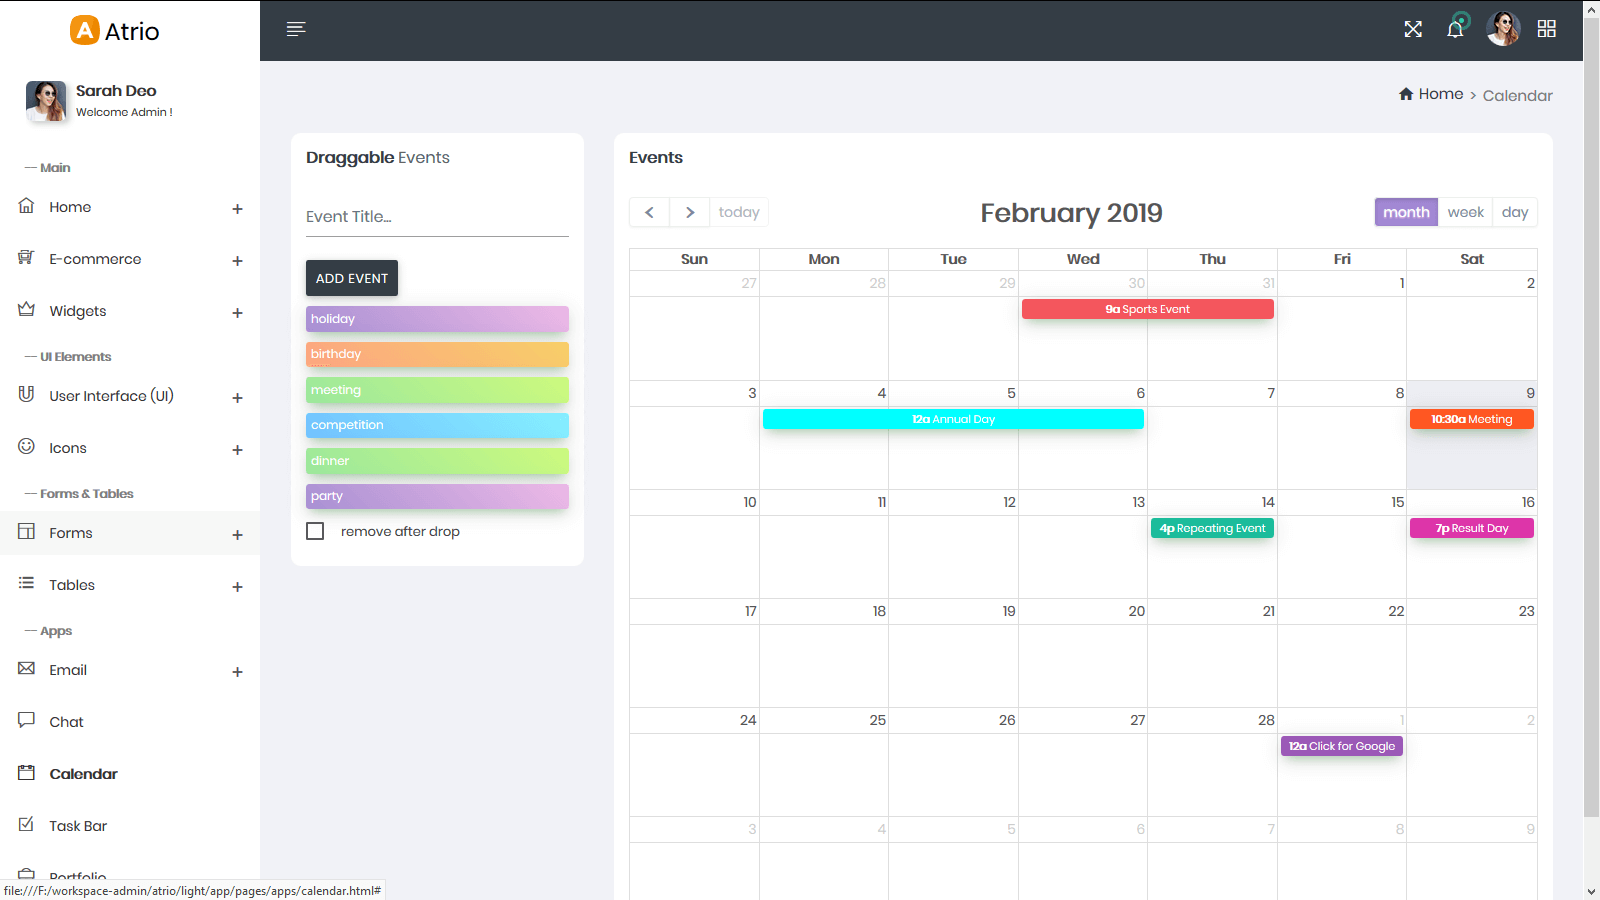 A Atrio
Sarah Deo
Welcome Admin !
— Main
Home +
E-commerce +
Widgets +
— UI Elements
User Interface (UI) +
Icons +
— Forms & Tables
Forms +
Tables +
— Apps
Email +
Chat
Calendar
Task Bar
Portfolio
file:///F:/workspace-admin/atrio/light/app/pages/apps/calendar.html#
Home > Calendar
Draggable Events
Event Title...
ADD EVENT
holiday
birthday
meeting
competition
dinner
party
remove after drop
Events
today
February 2019
month week day
Sun Mon Tue Wed Thu Fri Sat
27 28 29 30 31 1 2
9a Sports Event
3 4 5 6 7 8 9
12a Annual Day
10:30a Meeting
10 11 12 13 14 15 16
4p Repeating Event
7p Result Day
17 18 19 20 21 22 23
24 25 26 27 28 1 2
12a Click for Google
3 4 5 6 7 8 9